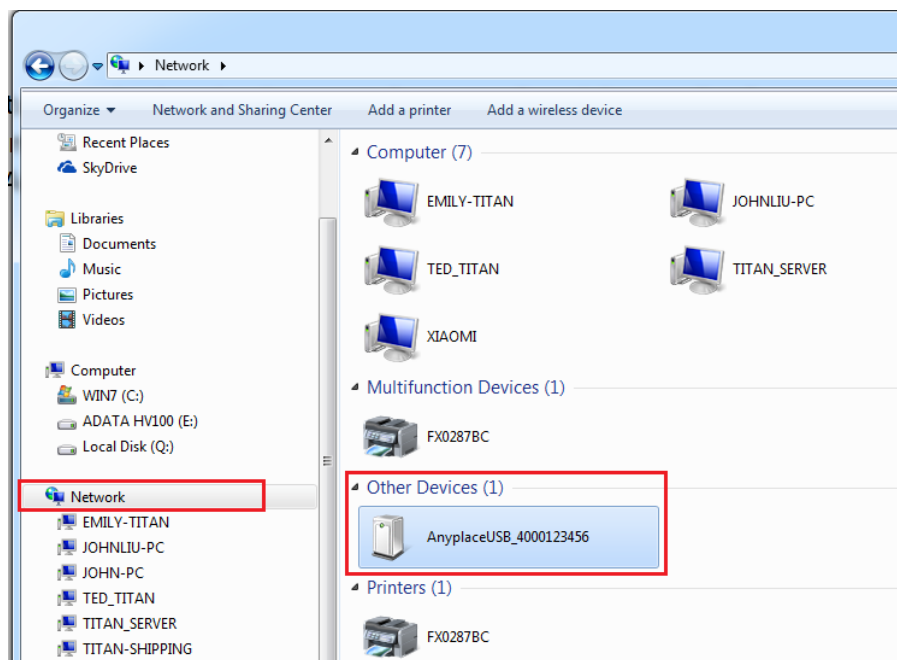 Network
Organize Network and Sharing Center Add a printer Add a wireless device
Recent Places
SkyDrive
Libraries
Documents
Music
Pictures
Videos
Computer
WIN7 (C:)
ADATA HV100 (E:)
Local Disk (Q:)
Network
EMILY-TITAN
JOHNLIU-PC
JOHN-PC
TED_TITAN
TITAN_SERVER
TITAN-SHIPPING
Computer (7)
EMILY-TITAN
JOHNLIU-PC
TED_TITAN
TITAN_SERVER
XIAOMI
Multifunction Devices (1)
FX0287BC
Other Devices (1)
AnyplaceUSB_4000123456
Printers (1)
FX0287BC